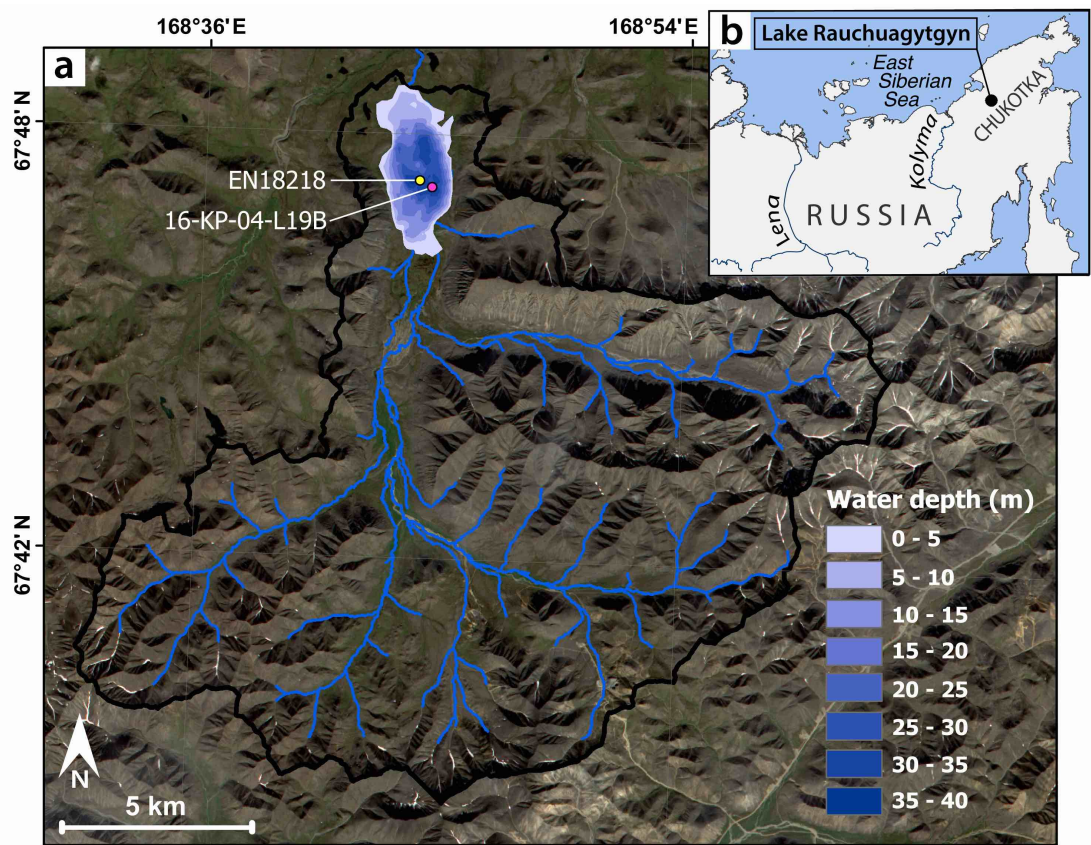 168°36' E
168°54' E
a
b
Lake Rauchuagytgyn
East
Siberian
Sea
CHUKOTKA
Kolyma
Lena
RUSSIA
67°48' N
EN18218
16-KP-04-L19B
67°42' N
Water depth (m)
0 - 5
5 - 10
10 - 15
15 - 20
20 - 25
25 - 30
30 - 35
35 - 40
N
5 km